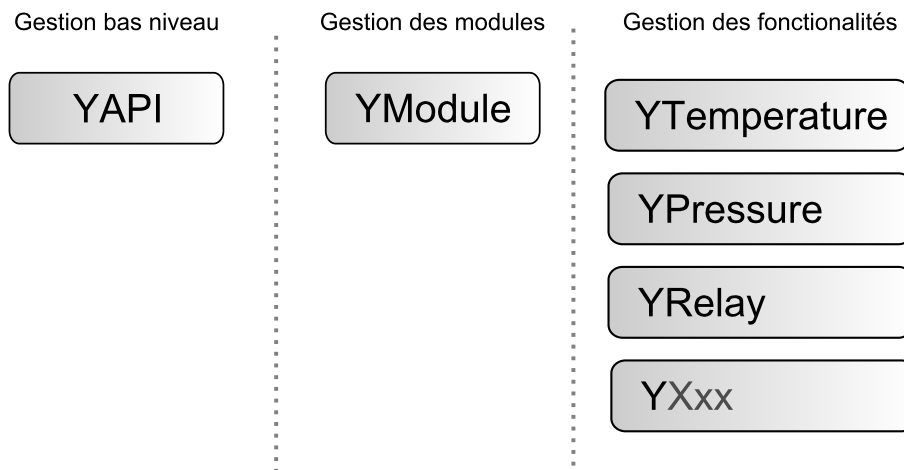 Gestion bas niveau
Gestion des modules
Gestion des fonctionalités
YAPI
YModule
YTemperature
YPressure
YRelay
YXxx